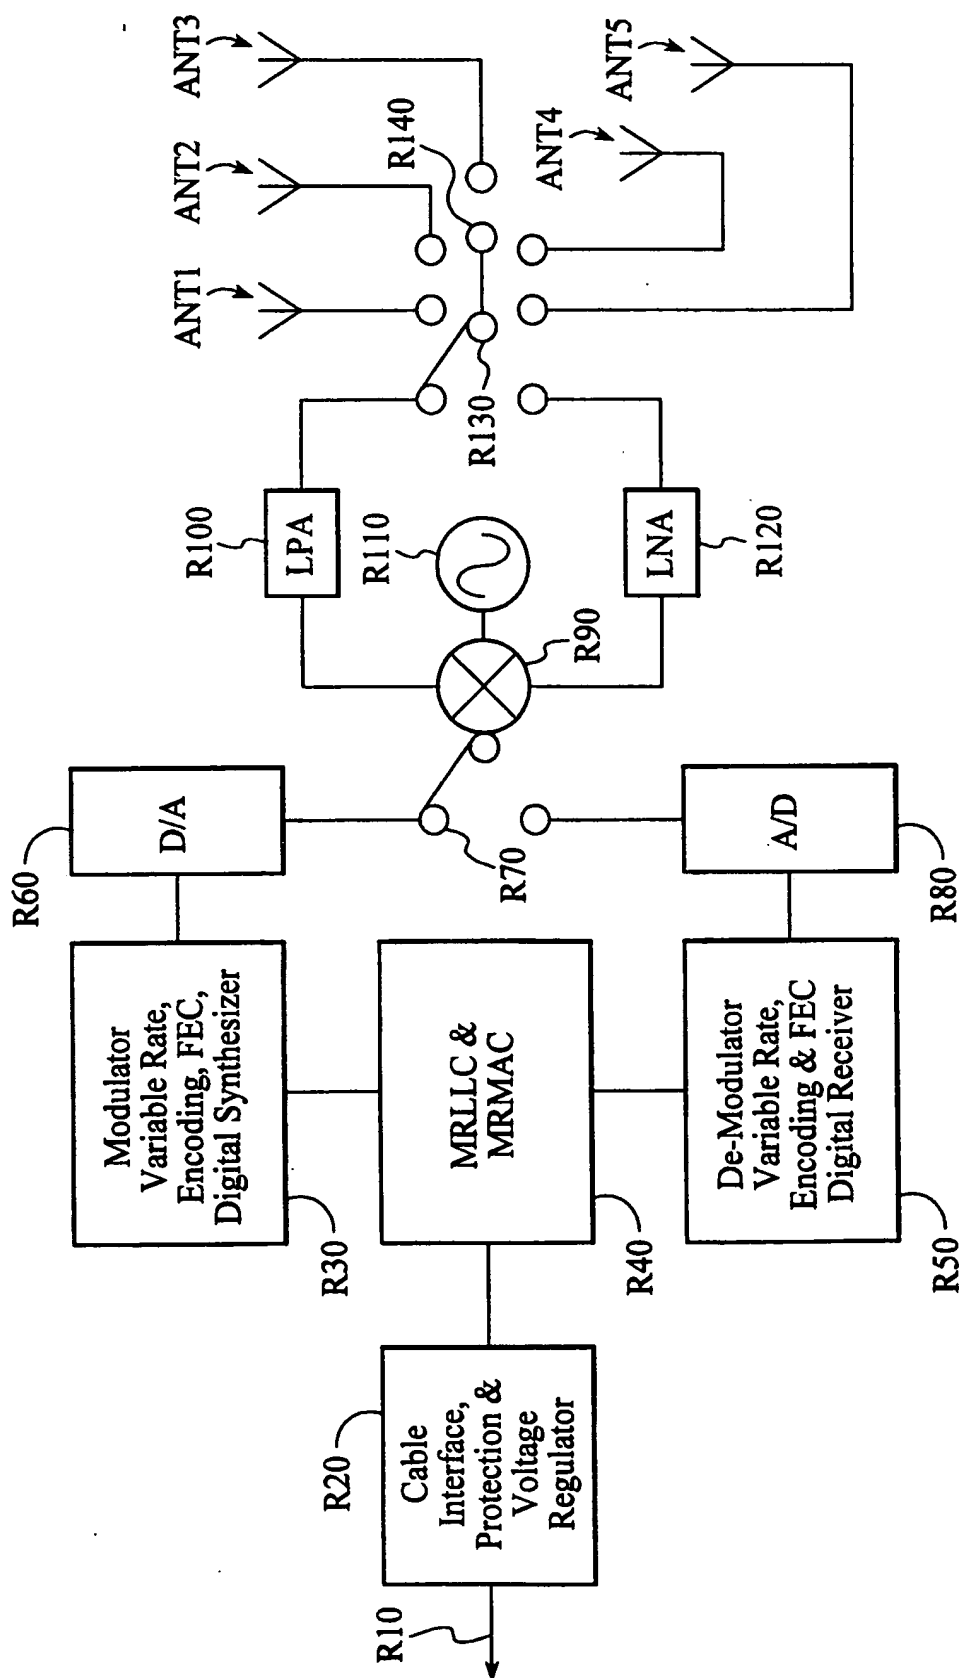 R10
R20
Cable
Interface,
Protection &
Voltage
Regulator
R30
Modulator
Variable Rate,
Encoding, FEC,
Digital Synthesizer
R40
MRLLC &
MRMAC
R50
De-Modulator
Variable Rate,
Encoding & FEC
Digital Receiver
R60
D/A
R70
R80
A/D
R90
R100
LPA
R110
R120
LNA
R130
R140
ANT1
ANT2
ANT3
ANT4
ANT5